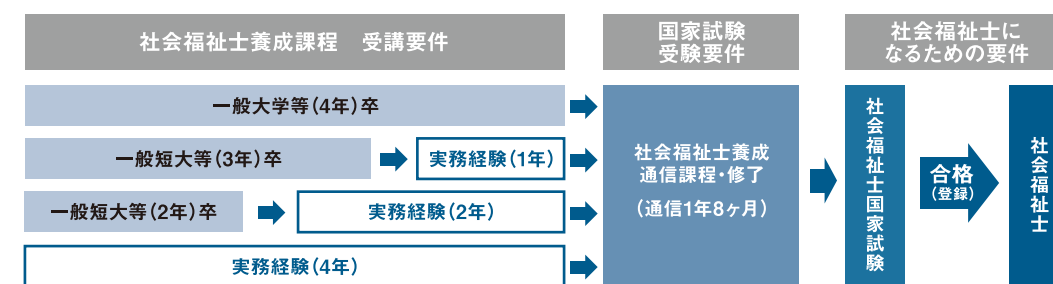 社会福祉士養成課程　受講要件
国家試験
受験要件
社会福祉士に
なるための要件
一般大学等(4年)卒
一般短大等(3年)卒
実務経験(1年)
一般短大等(2年)卒
実務経験(2年)
実務経験(4年)
社会福祉士養成
通信課程・修了
(通信1年8ヶ月)
社会福祉士国家試験
合格
(登録)
社会福祉士